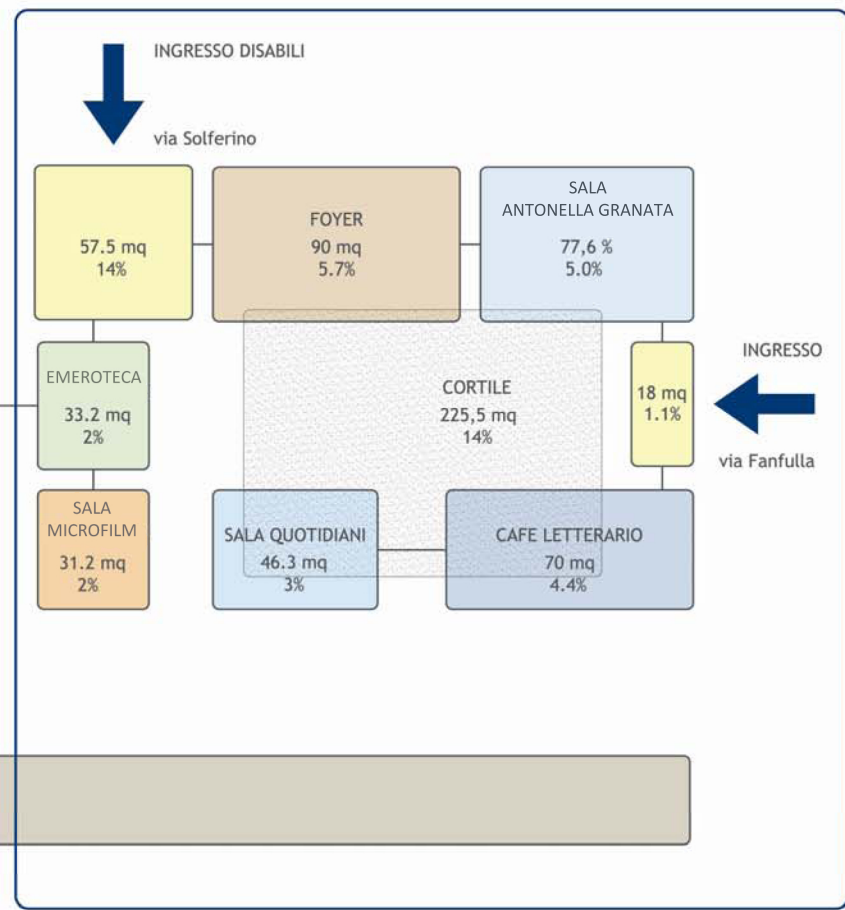 INGRESSO DISABILI
via Solferino
57.5 mq
14%
FOYER
90 mq
5.7%
SALA
ANTONELLA GRANATA
77,6 %
5.0%
EMEROTECA
33.2 mq
2%
CORTILE
225,5 mq
14%
18 mq
1.1%
INGRESSO
via Fanfulla
SALA
MICROFILM
31.2 mq
2%
SALA QUOTIDIANI
46.3 mq
3%
CAFE LETTERARIO
70 mq
4.4%